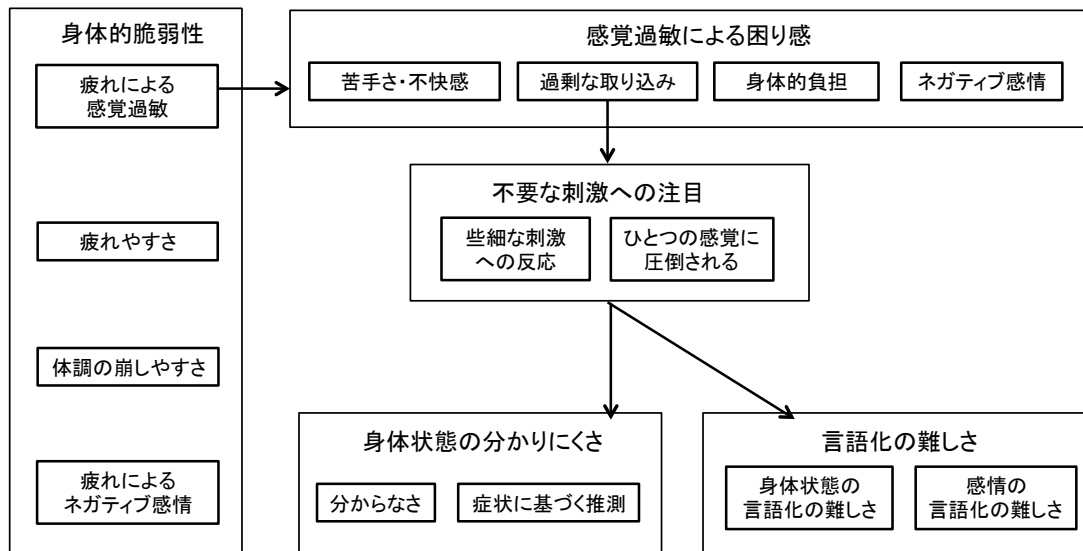 身体的脆弱性
疲れによる
感覚過敏
疲れやすさ
体調の崩しやすさ
疲れによる
ネガティブ感情
感覚過敏による困り感
苦手さ・不快感
過剰な取り込み
身体的負担
ネガティブ感情
不要な刺激への注目
些細な刺激
への反応
ひとつの感覚に
圧倒される
身体状態の分かりにくさ
分からなさ
症状に基づく推測
言語化の難しさ
身体状態の
言語化の難しさ
感情の
言語化の難しさ